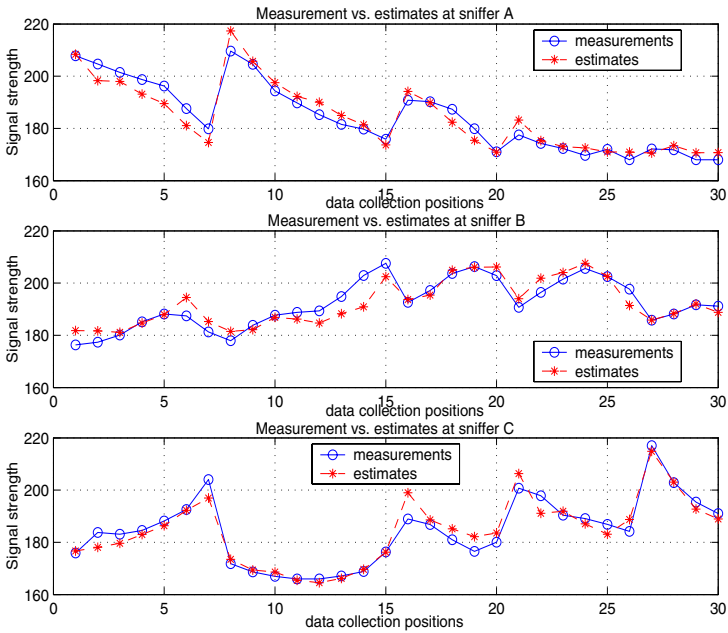 Measurement vs. estimates at sniffer A
220
200
180
160
Signal strength
measurements
estimates
0 5 10 15 20 25 30
data collection positions
Measurement vs. estimates at sniffer B
220
200
180
160
Signal strength
measurements
estimates
0 5 10 15 20 25 30
data collection positions
Measurement vs. estimates at sniffer C
220
200
180
160
Signal strength
measurements
estimates
0 5 10 15 20 25 30
data collection positions